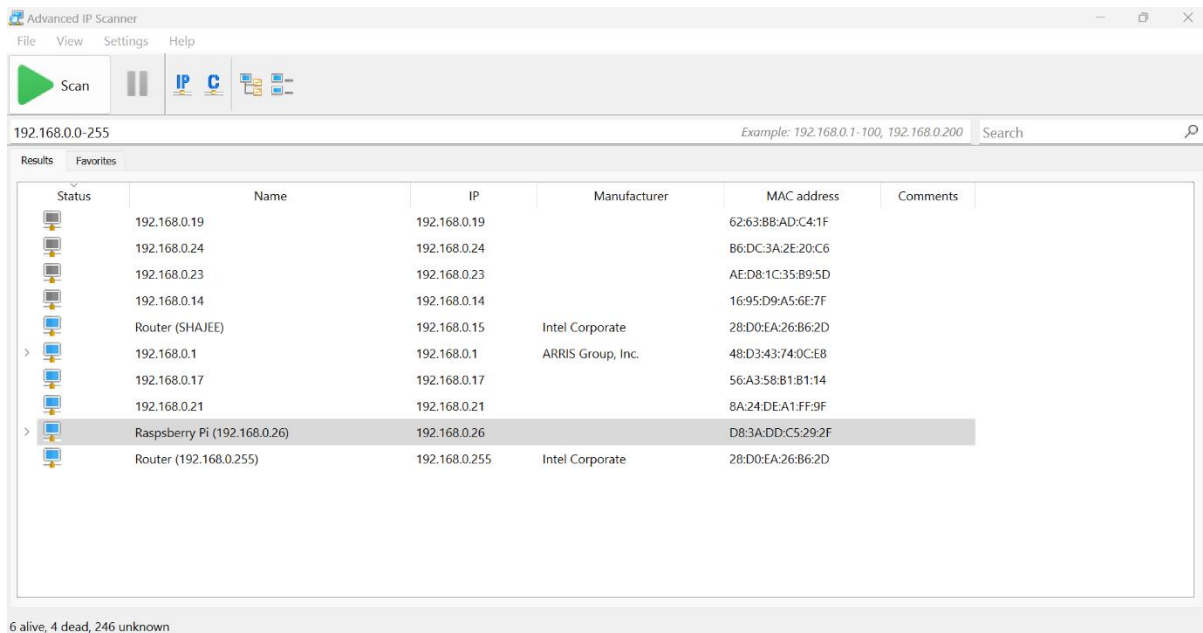 Advanced IP Scanner
File View Settings Help
Scan IP C
192.168.0.0-255 Example: 192.168.0.1-100, 192.168.0.200 Search
Results Favorites
Status Name IP Manufacturer MAC address Comments
192.168.0.19 192.168.0.19 62:63:BB:AD:C4:1F
192.168.0.24 192.168.0.24 B6:DC:3A:2E:20:C6
192.168.0.23 192.168.0.23 AE:D8:1C:35:B9:5D
192.168.0.14 192.168.0.14 16:95:D9:A5:6E:7F
Router (SHAJEE) 192.168.0.15 Intel Corporate 28:D0:EA:26:B6:2D
192.168.0.1 192.168.0.1 ARRIS Group, Inc. 48:D3:43:74:0C:E8
192.168.0.17 192.168.0.17 56:A3:58:B1:B1:14
192.168.0.21 192.168.0.21 8A:24:DE:A1:FF:9F
Raspsberry Pi (192.168.0.26) 192.168.0.26 D8:3A:DD:C5:29:2F
Router (192.168.0.255) 192.168.0.255 Intel Corporate 28:D0:EA:26:B6:2D
6 alive, 4 dead, 246 unknown